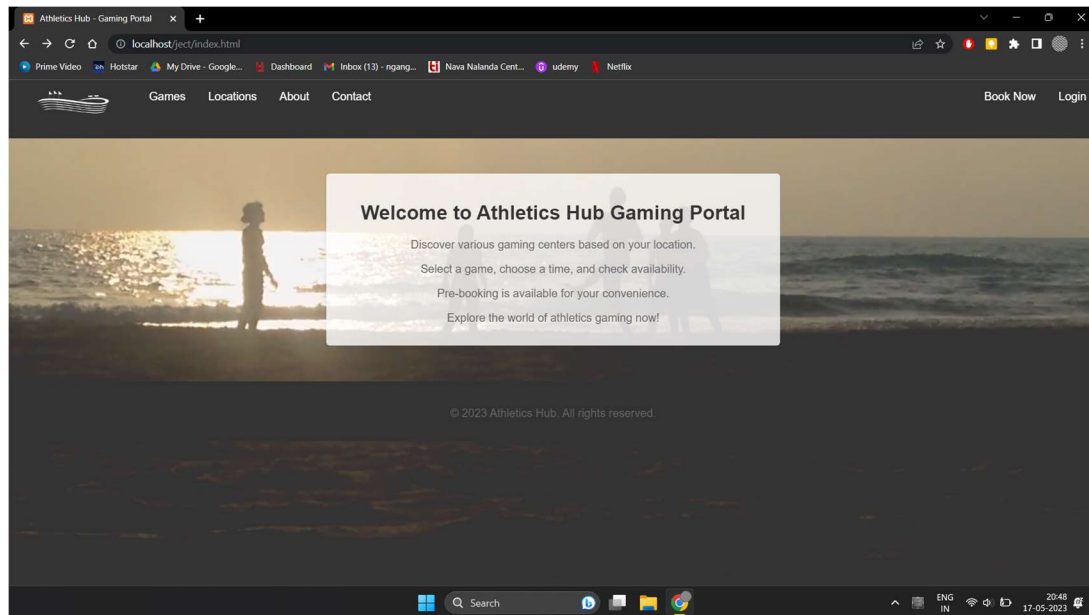 Athletics Hub - Gaming Portal
localhost/ject/index.html
Prime Video Hotstar My Drive - Google... Dashboard Inbox (13) - ngang... Nava Nalanda Cent... udemy Netflix
Games Locations About Contact Book Now Login
Welcome to Athletics Hub Gaming Portal
Discover various gaming centers based on your location.
Select a game, choose a time, and check availability.
Pre-booking is available for your convenience.
Explore the world of athletics gaming now!
© 2023 Athletics Hub. All rights reserved.
Search
ENG
IN
20:48
17-05-2023